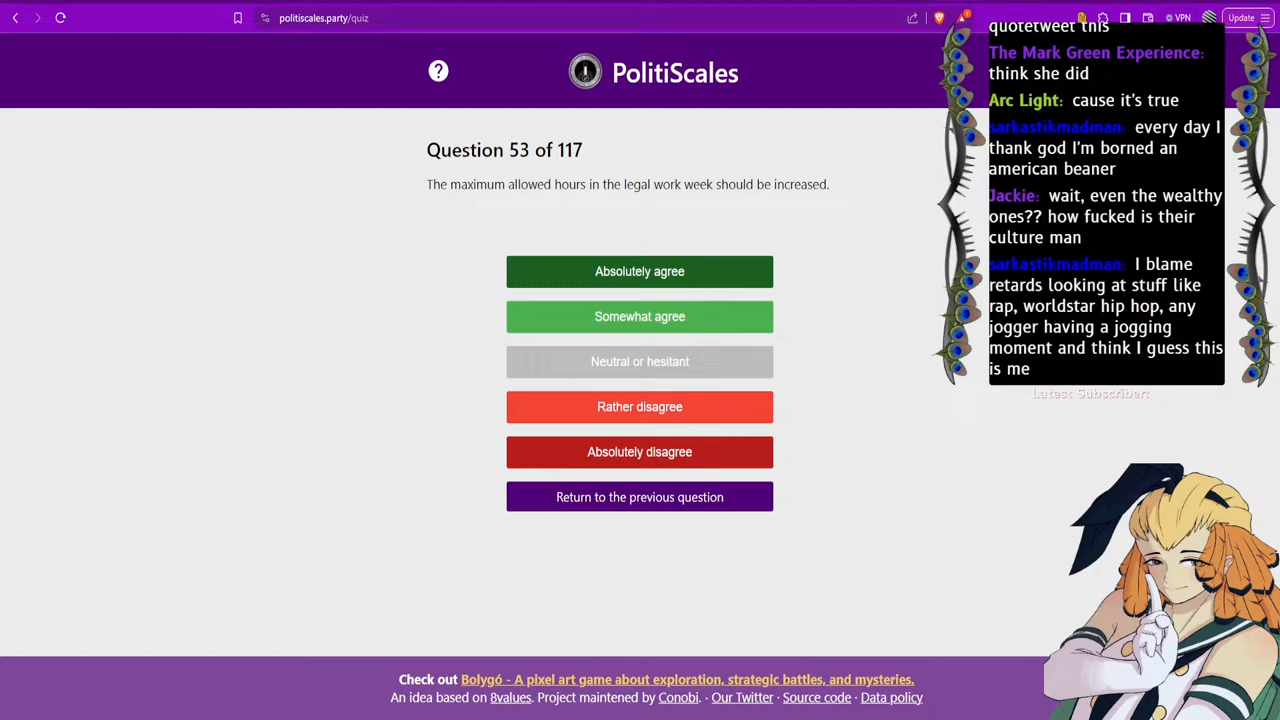 politiscales.party/quiz
VPN
Update
PolitiScales
Question 53 of 117
The maximum allowed hours in the legal work week should be increased.
Absolutely agree
Somewhat agree
Neutral or hesitant
Rather disagree
Absolutely disagree
Return to the previous question
quotetweet this
The Mark Green Experience:
think she did
Arc Light: cause it's true
sarkastikmadman: every day I
thank god I'm borned an
american beaner
Jackie: wait, even the wealthy
ones?? how fucked is their
culture man
sarkastikmadman: I blame
retards looking at stuff like
rap, worldstar hip hop, any
jogger having a jogging
moment and think I guess this
is me
Latest Subscriber:
Check out Bolygó - A pixel art game about exploration, strategic battles, and mysteries.
An idea based on 8values. Project maintened by Conobi. · Our Twitter · Source code · Data policy